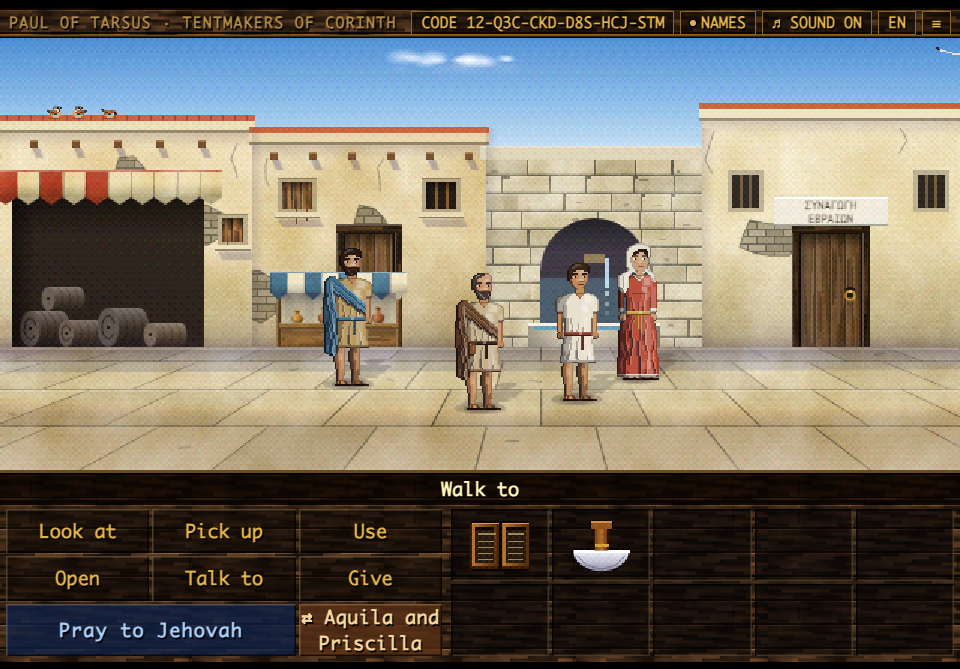 PAUL OF TARSUS · TENTMAKERS OF CORINTH
CODE 12-Q3C-CKD-D8S-HCJ-STM
• NAMES
♬ SOUND ON
EN
≡
ΣΥΝΑΓΩΓΗ
ΕΒΡΑΙΩΝ
Walk to
Look at
Pick up
Use
Open
Talk to
Give
Pray to Jehovah
⇄ Aquila and
Priscilla